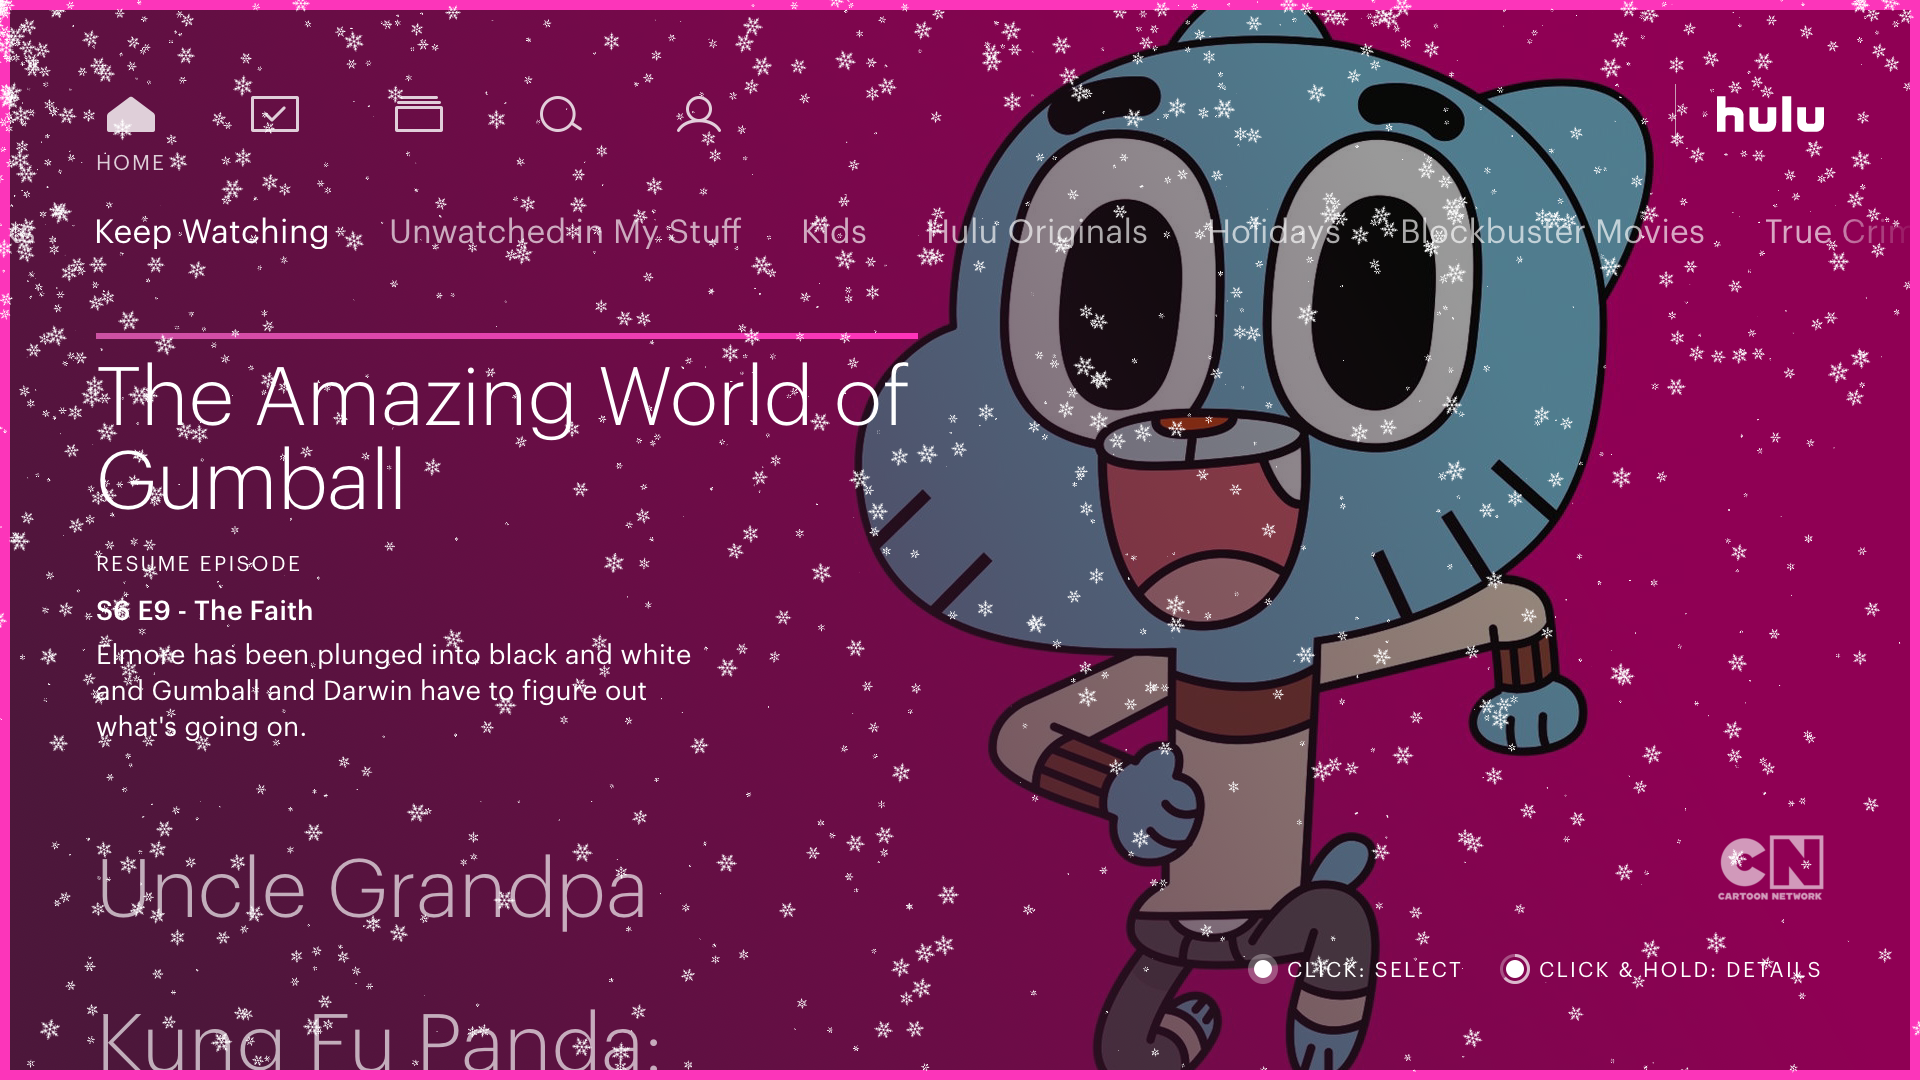 hulu
HOME
Keep Watching Unwatched in My Stuff Kids Hulu Originals Holidays Blockbuster Movies True Crim
The Amazing World of
Gumball
RESUME EPISODE
S6 E9 - The Faith
Elmore has been plunged into black and white
and Gumball and Darwin have to figure out
what's going on.
Uncle Grandpa
CN
CARTOON NETWORK
CLICK: SELECT CLICK & HOLD: DETAILS
Kung Fu Panda: